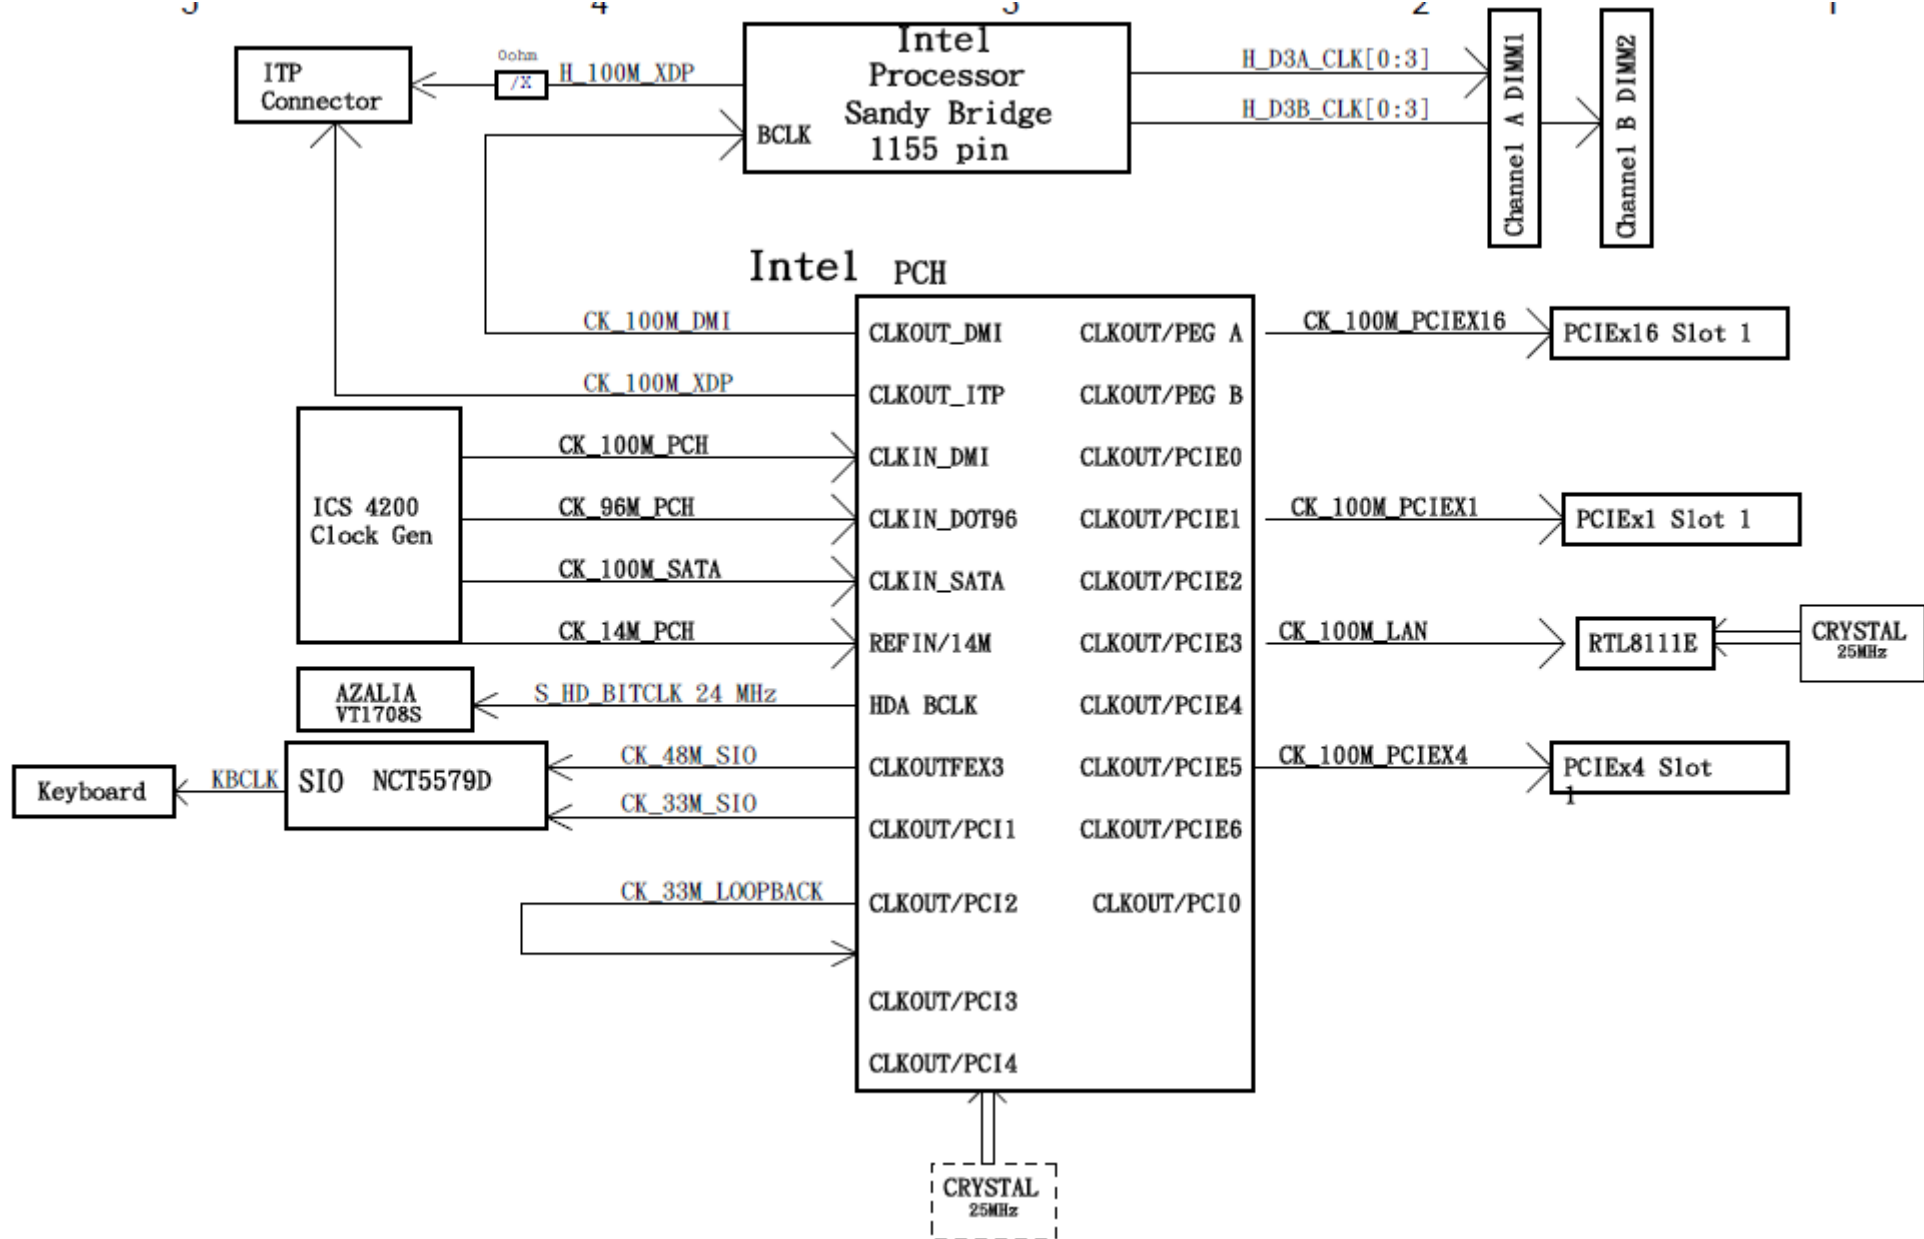 5 4 3 2 1
ITP
Connector
0ohm
/X
H_100M_XDP
Intel
Processor
Sandy Bridge
1155 pin
BCLK
H_D3A_CLK[0:3]
H_D3B_CLK[0:3]
Channel A DIMM1
Channel B DIMM2
Intel PCH
CK_100M_DMI
CLKOUT_DMI
CLKOUT/PEG A
CK_100M_PCIEX16
PCIEx16 Slot 1
CK_100M_XDP
CLKOUT_ITP
CLKOUT/PEG B
ICS 4200
Clock Gen
CK_100M_PCH
CLKIN_DMI
CLKOUT/PCIE0
CK_96M_PCH
CLKIN_DOT96
CLKOUT/PCIE1
CK_100M_PCIEX1
PCIEx1 Slot 1
CK_100M_SATA
CLKIN_SATA
CLKOUT/PCIE2
CK_14M_PCH
REFIN/14M
CLKOUT/PCIE3
CK_100M_LAN
RTL8111E
CRYSTAL
25MHz
AZALIA
VT1708S
S_HD_BITCLK 24 MHz
HDA BCLK
CLKOUT/PCIE4
Keyboard
KBCLK
SIO NCT5579D
CK_48M_SIO
CLKOUTFEX3
CLKOUT/PCIE5
CK_100M_PCIEX4
PCIEx4 Slot
1
CK_33M_SIO
CLKOUT/PCI1
CLKOUT/PCIE6
CK_33M_LOOPBACK
CLKOUT/PCI2
CLKOUT/PCI0
CLKOUT/PCI3
CLKOUT/PCI4
CRYSTAL
25MHz